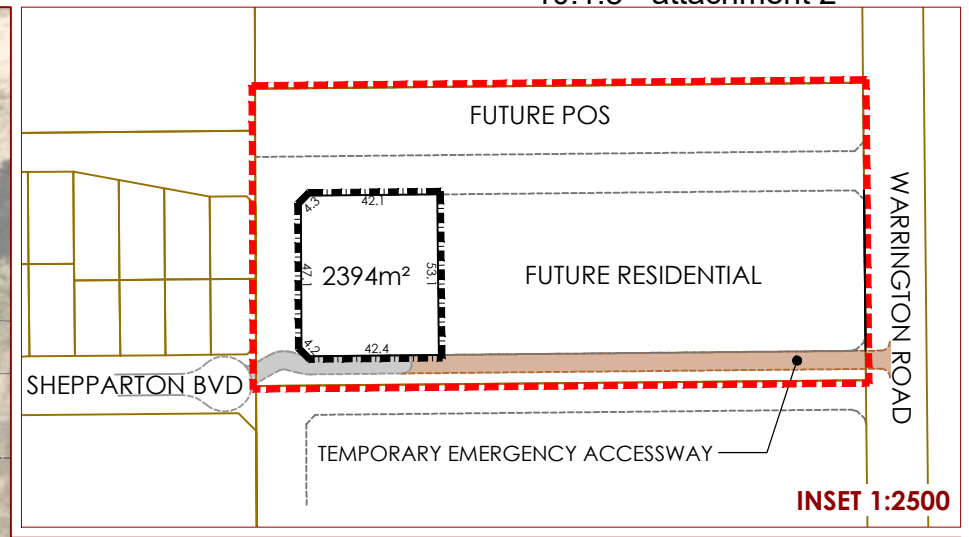 FUTURE POS
4.3
42.1
47.1
2394m²
53.1
FUTURE RESIDENTIAL
WARRINGTON ROAD
4.2
42.4
SHEPPARTON BVD
TEMPORARY EMERGENCY ACCESSWAY
INSET 1:2500